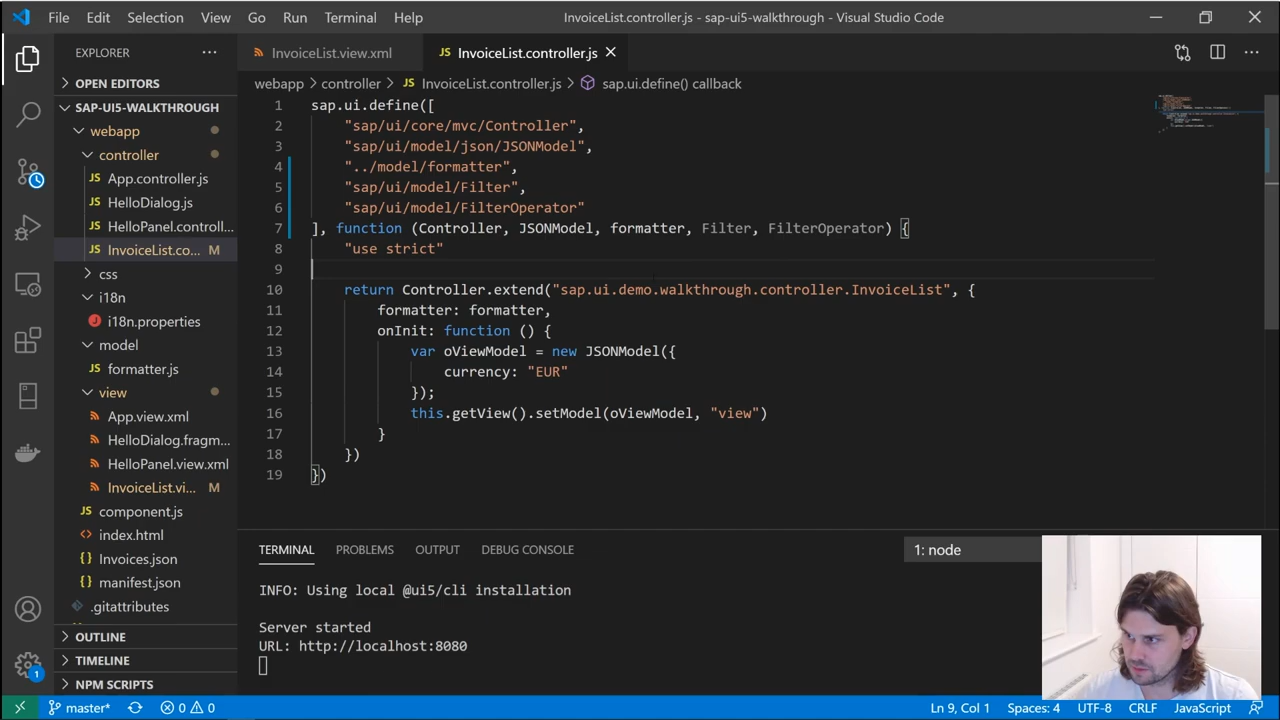 File Edit Selection View Go Run Terminal Help InvoiceList.controller.js - sap-ui5-walkthrough - Visual Studio Code
EXPLORER
OPEN EDITORS
SAP-UI5-WALKTHROUGH
webapp
controller
JS App.controller.js
JS HelloDialog.js
JS HelloPanel.controll...
JS InvoiceList.co... M
css
i18n
i18n.properties
model
JS formatter.js
view
App.view.xml
HelloDialog.fragm...
HelloPanel.view.xml
InvoiceList.vi... M
JS component.js
index.html
Invoices.json
manifest.json
.gitattributes
OUTLINE
TIMELINE
NPM SCRIPTS
1
InvoiceList.view.xml JS InvoiceList.controller.js
webapp > controller > JS InvoiceList.controller.js > sap.ui.define() callback
1 sap.ui.define([
2 "sap/ui/core/mvc/Controller",
3 "sap/ui/model/json/JSONModel",
4 "../model/formatter",
5 "sap/ui/model/Filter",
6 "sap/ui/model/FilterOperator"
7 ], function (Controller, JSONModel, formatter, Filter, FilterOperator) {
8 "use strict"
9
10 return Controller.extend("sap.ui.demo.walkthrough.controller.InvoiceList", {
11 formatter: formatter,
12 onInit: function () {
13 var oViewModel = new JSONModel({
14 currency: "EUR"
15 });
16 this.getView().setModel(oViewModel, "view")
17 }
18 })
19 })
TERMINAL PROBLEMS OUTPUT DEBUG CONSOLE 1: node
INFO: Using local @ui5/cli installation
Server started
URL: http://localhost:8080
master* 0 0 Ln 9, Col 1 Spaces: 4 UTF-8 CRLF JavaScript